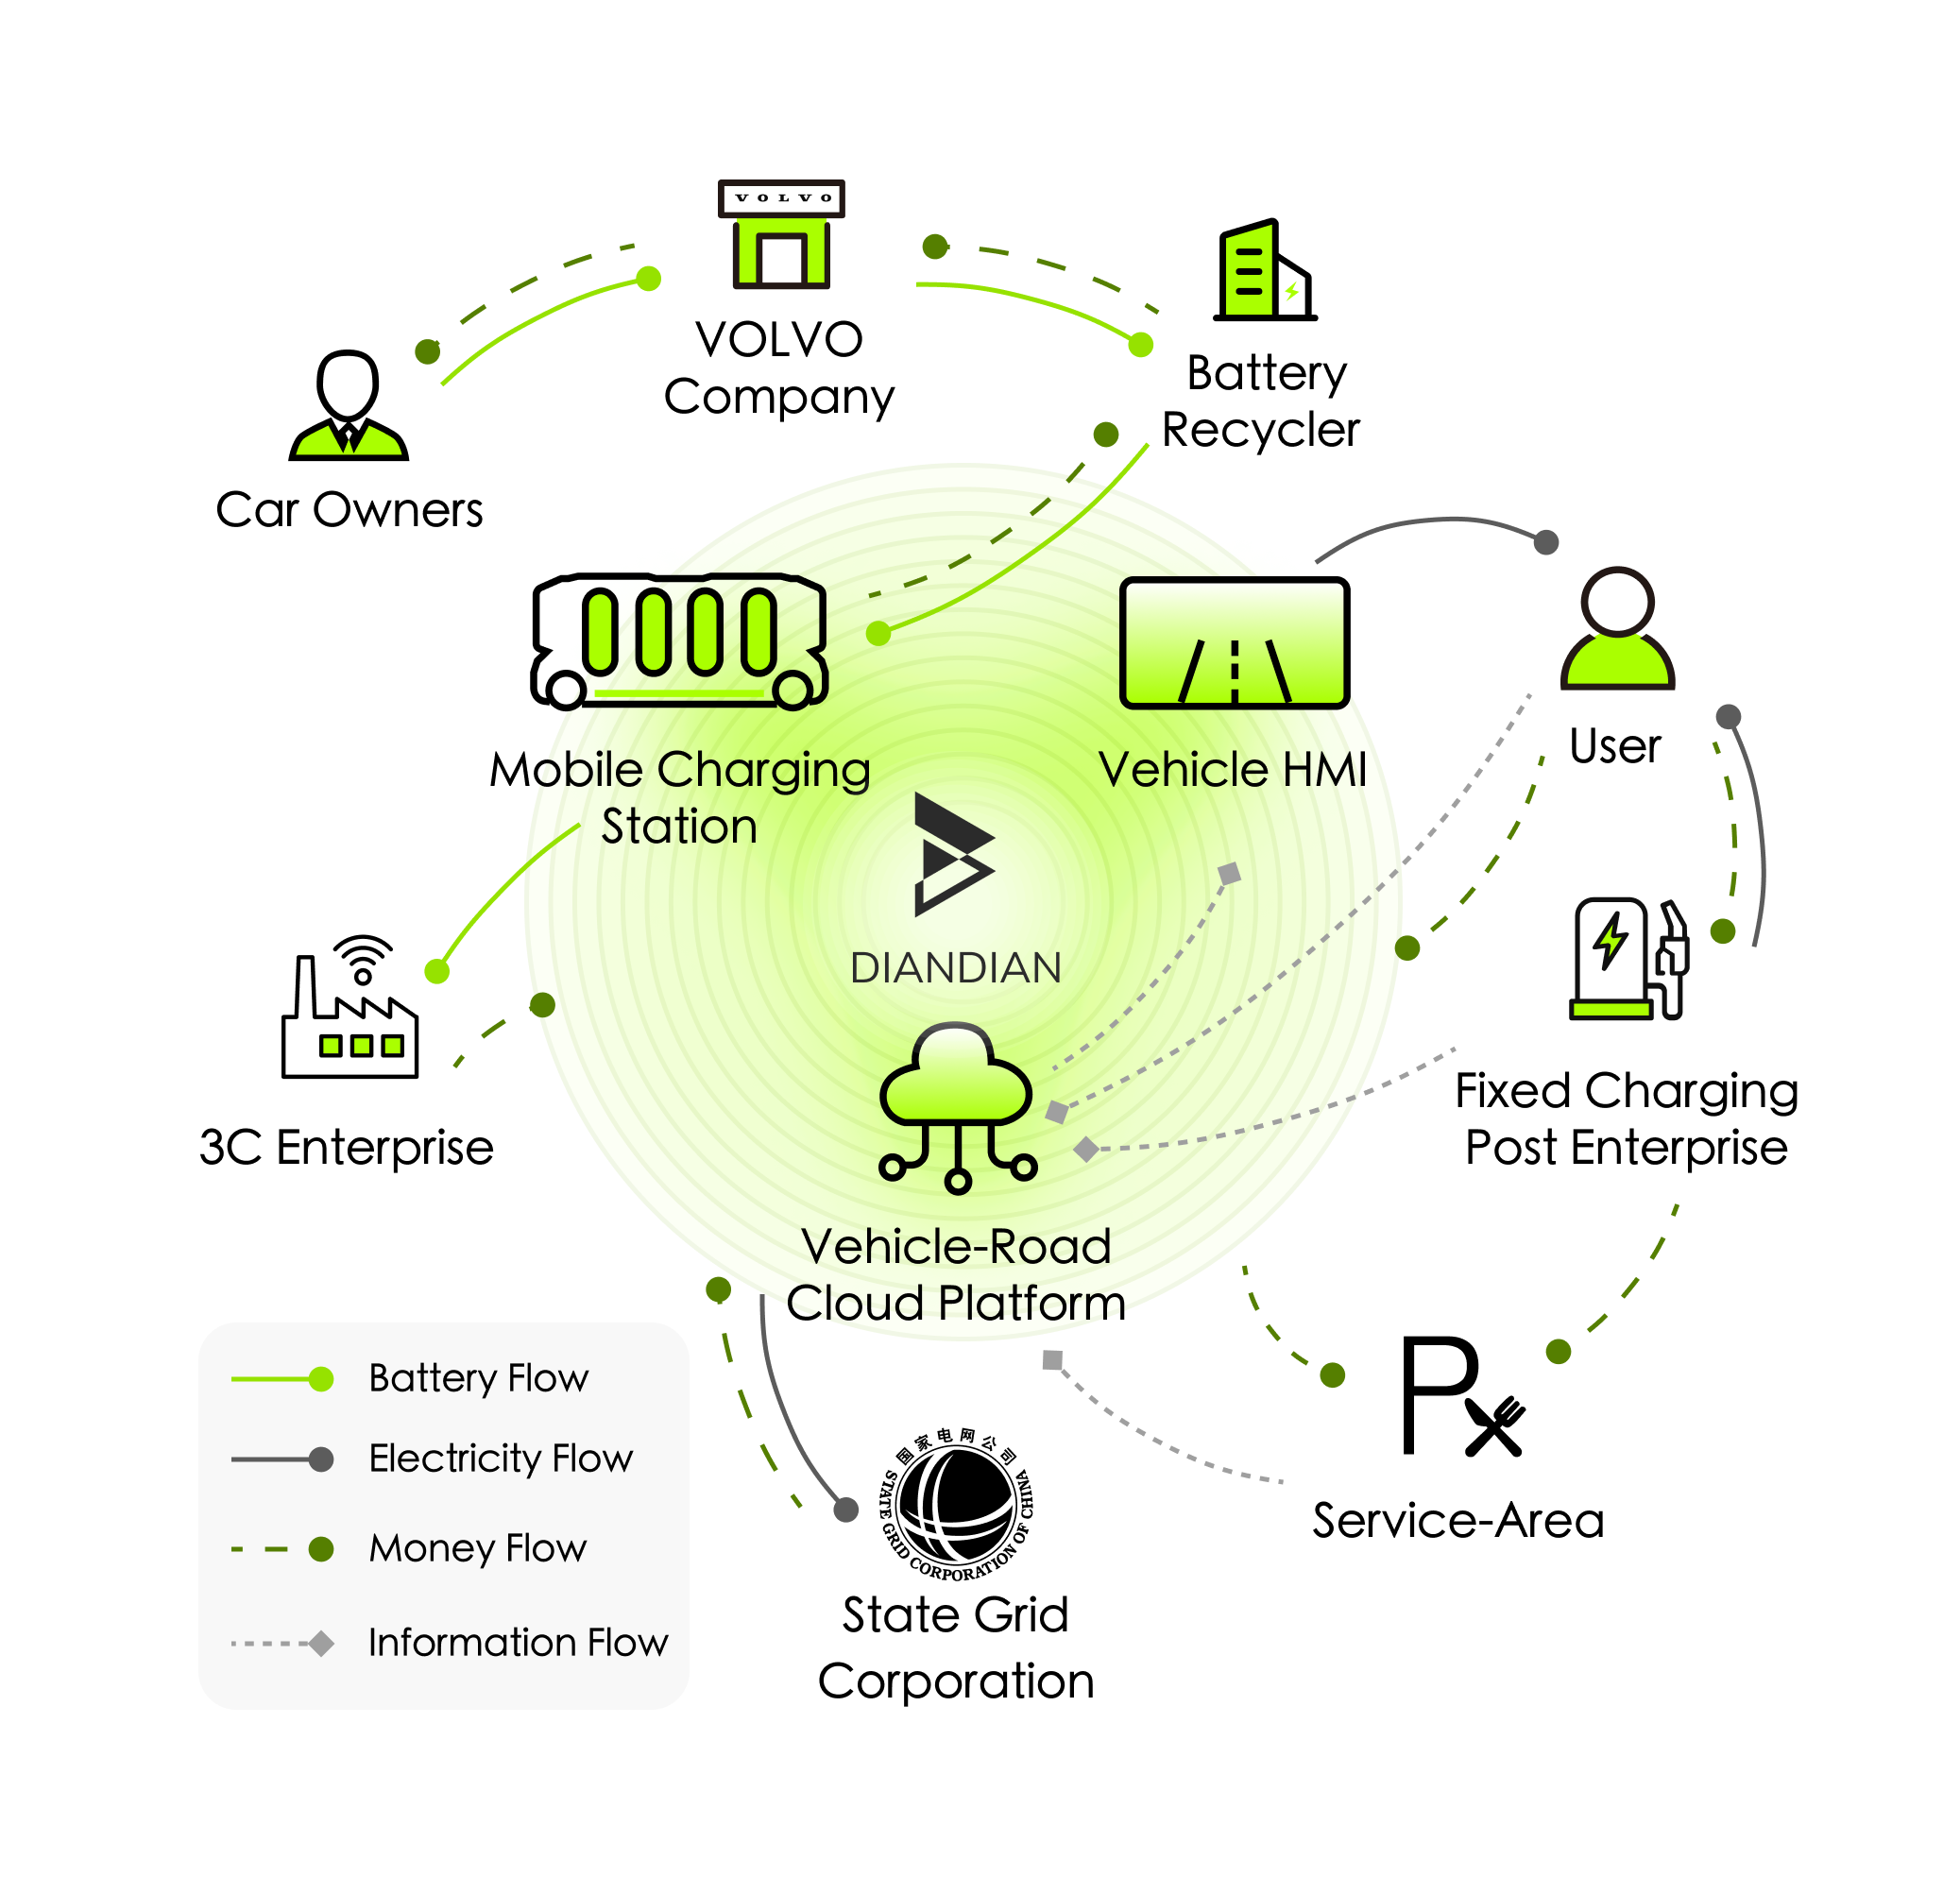 VOLVO
VOLVO
Company
Battery
Recycler
Car Owners
Mobile Charging
Station
Vehicle HMI
User
DIANDIAN
3C Enterprise
Fixed Charging
Post Enterprise
Vehicle-Road
Cloud Platform
P
Service-Area
国家电网公司
STATE GRID CORPORATION OF CHINA
State Grid
Corporation
Battery Flow
Electricity Flow
Money Flow
Information Flow